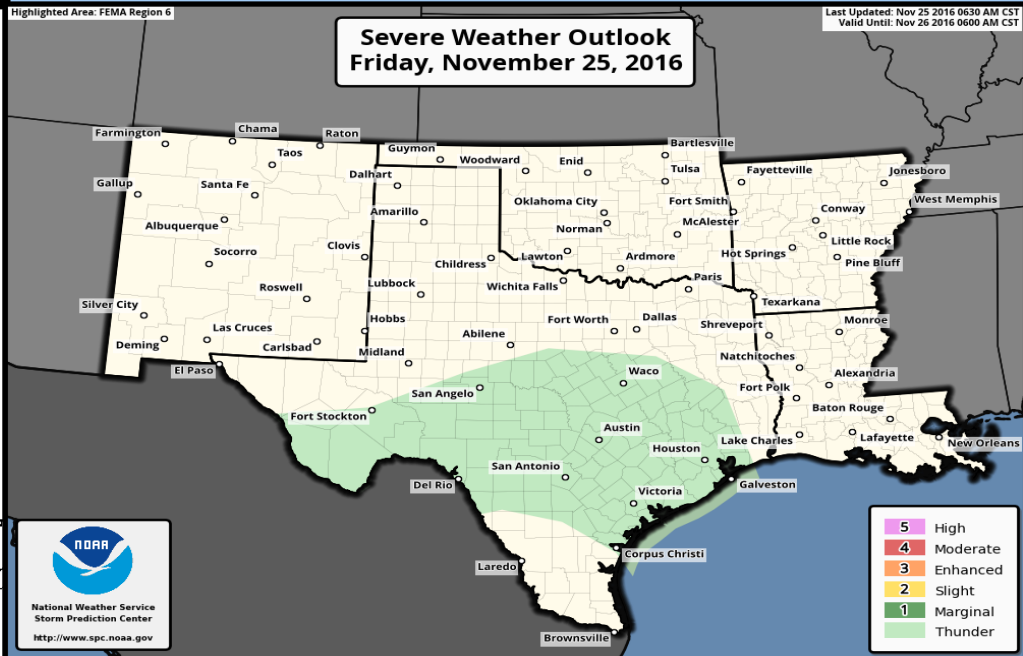 Highlighted Area: FEMA Region 6
Last Updated: Nov 25 2016 0630 AM CST
Valid Until: Nov 26 2016 0600 AM CST
Severe Weather Outlook
Friday, November 25, 2016
Farmington
Chama
Raton
Guymon
Bartlesville
Taos
Woodward
Enid
Tulsa
Fayetteville
Jonesboro
Gallup
Santa Fe
Dalhart
Oklahoma City
Fort Smith
West Memphis
Albuquerque
Amarillo
Norman
McAlester
Conway
Socorro
Clovis
Childress
Lawton
Ardmore
Hot Springs
Little Rock
Pine Bluff
Roswell
Lubbock
Wichita Falls
Paris
Texarkana
Silver City
Las Cruces
Hobbs
Abilene
Fort Worth
Dallas
Shreveport
Monroe
Deming
Carlsbad
Midland
Natchitoches
El Paso
San Angelo
Waco
Fort Polk
Alexandria
Fort Stockton
Austin
Baton Rouge
Houston
Lake Charles
Lafayette
New Orleans
Del Rio
San Antonio
Victoria
Galveston
Corpus Christi
Laredo
Brownsville
NOAA
National Weather Service
Storm Prediction Center
http://www.spc.noaa.gov
5 High
4 Moderate
3 Enhanced
2 Slight
1 Marginal
Thunder